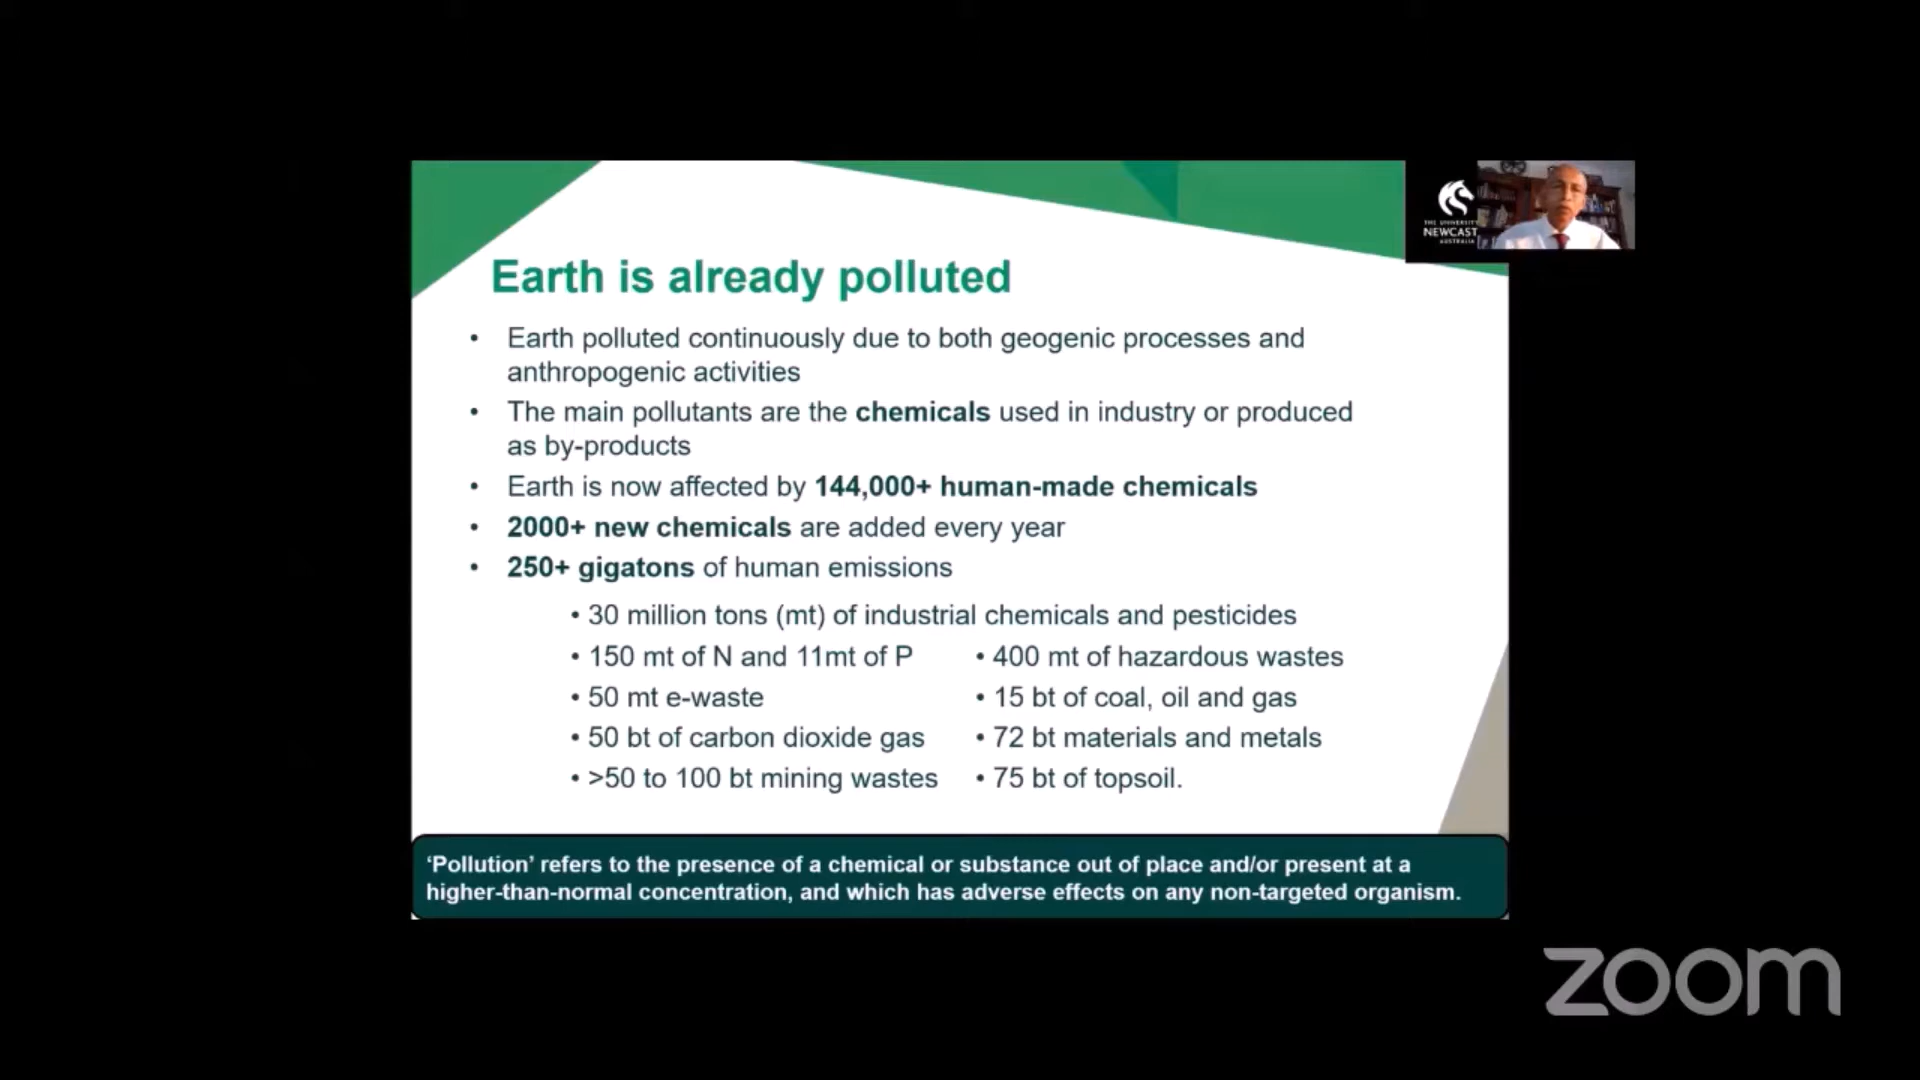 THE UNIVERSITY
NEWCAST
AUSTRALIA
Earth is already polluted
• Earth polluted continuously due to both geogenic processes and
anthropogenic activities
• The main pollutants are the chemicals used in industry or produced
as by-products
• Earth is now affected by 144,000+ human-made chemicals
• 2000+ new chemicals are added every year
• 250+ gigatons of human emissions
• 30 million tons (mt) of industrial chemicals and pesticides
• 150 mt of N and 11mt of P
• 400 mt of hazardous wastes
• 50 mt e-waste
• 15 bt of coal, oil and gas
• 50 bt of carbon dioxide gas
• 72 bt materials and metals
• >50 to 100 bt mining wastes
• 75 bt of topsoil.
‘Pollution’ refers to the presence of a chemical or substance out of place and/or present at a
higher-than-normal concentration, and which has adverse effects on any non-targeted organism.
zoom